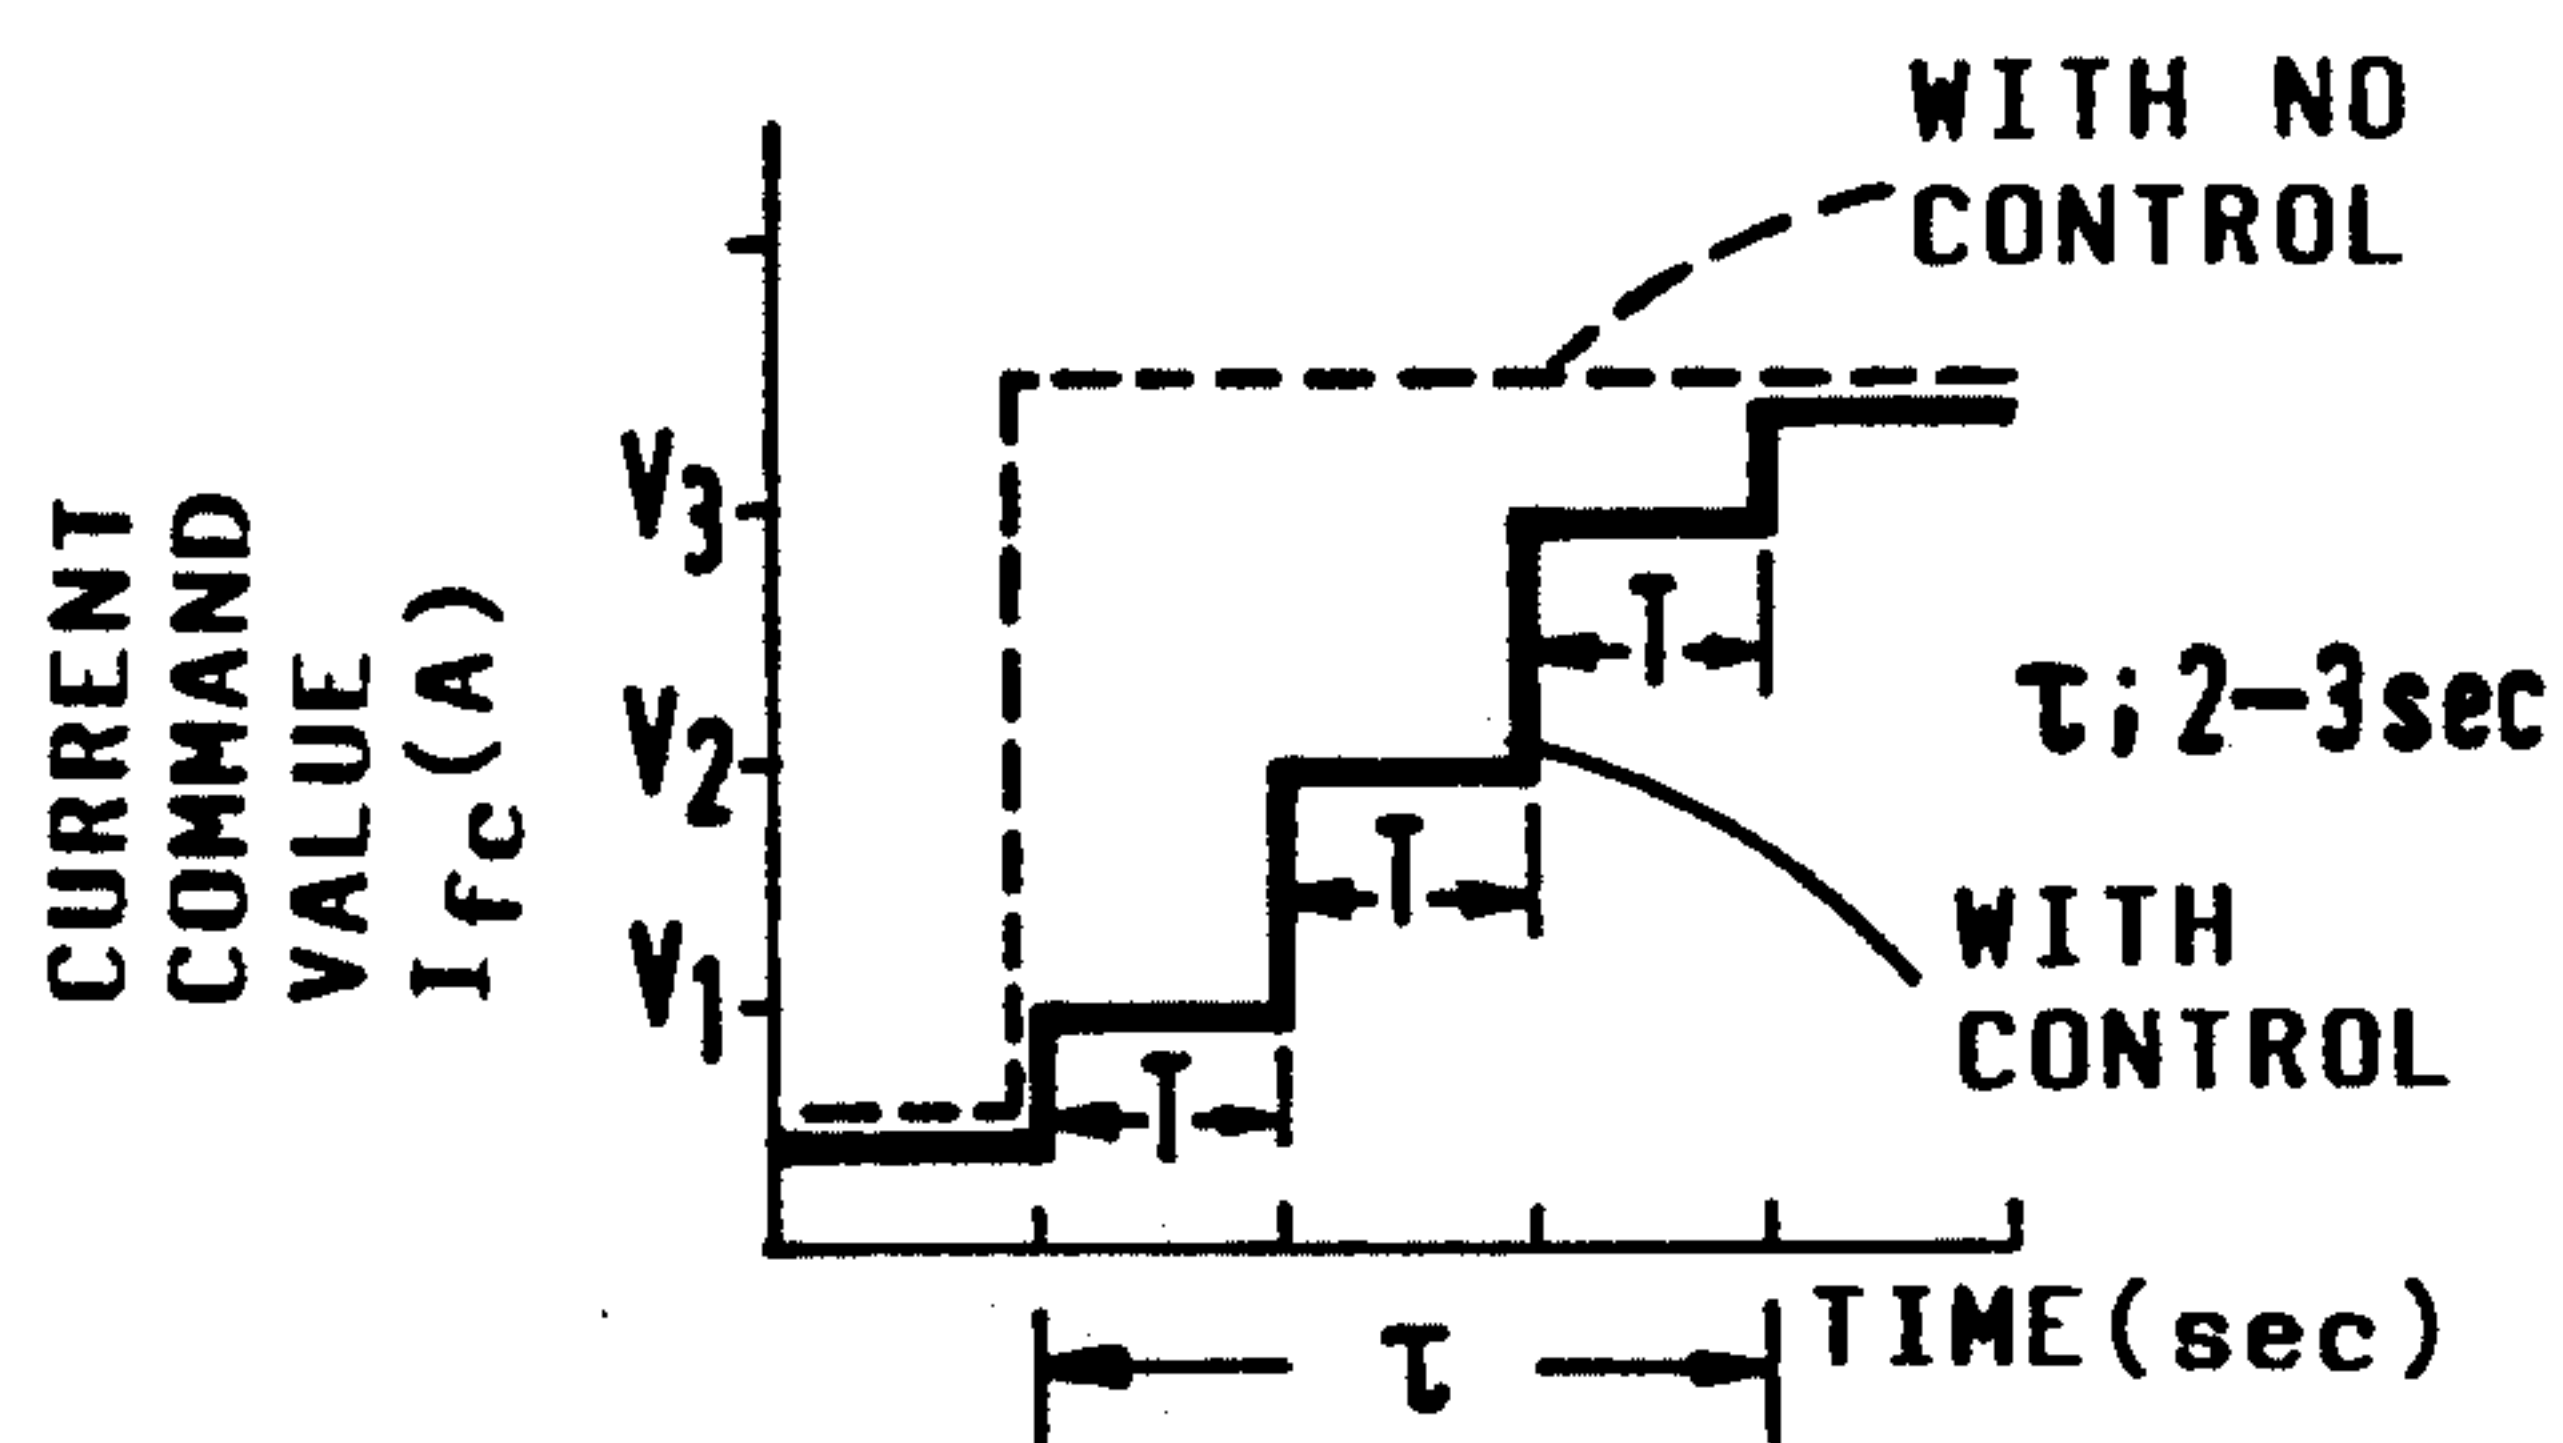 WITH NO
CONTROL
CURRENT
COMMAND
VALUE
Ifc(A)
V3
V2
V1
T
T
T
τ; 2-3sec
WITH
CONTROL
TIME(sec)
τ